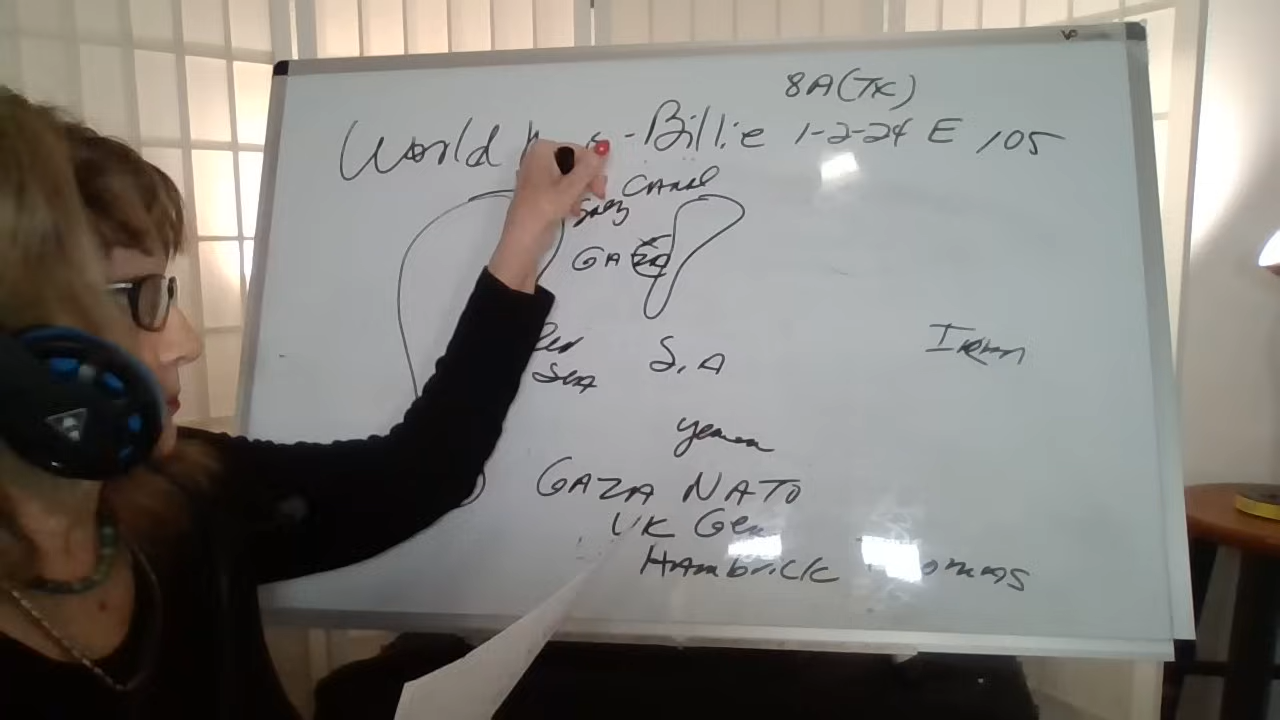 8A(TX)
World - Billie 1-2-24 E 105
CANAL
Suez
GAZA
Red
Sea
S.A
Iran
Yemen
GAZA NATO
UK Gen
Hambrick